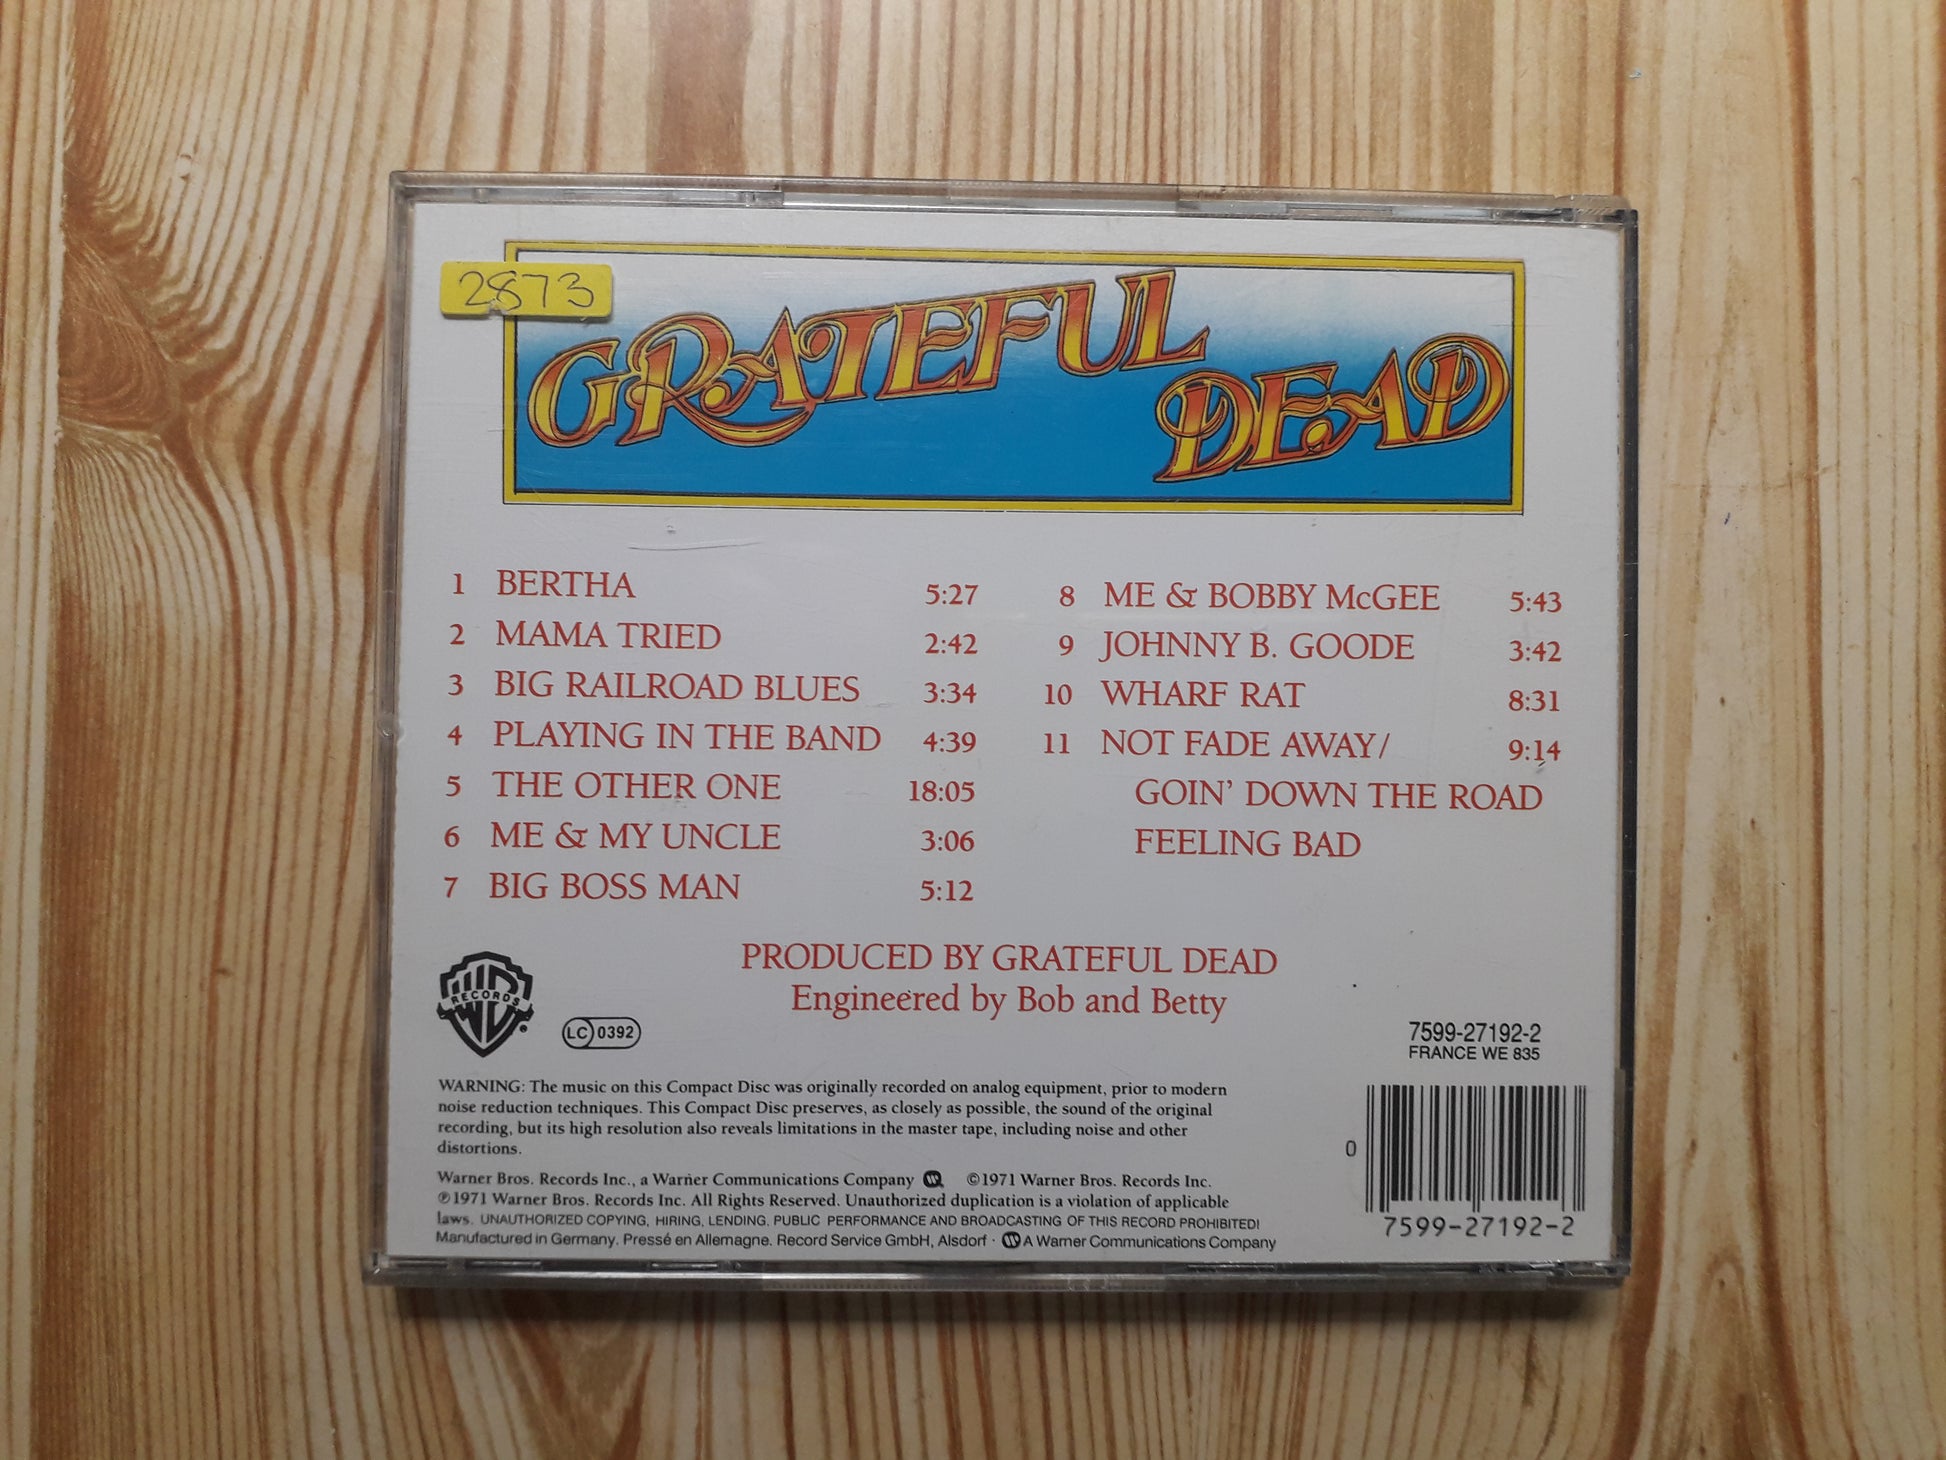 2873
GRATEFUL DEAD
1 BERTHA 5:27
2 MAMA TRIED 2:42
3 BIG RAILROAD BLUES 3:34
4 PLAYING IN THE BAND 4:39
5 THE OTHER ONE 18:05
6 ME & MY UNCLE 3:06
7 BIG BOSS MAN 5:12
8 ME & BOBBY McGEE 5:43
9 JOHNNY B. GOODE 3:42
10 WHARF RAT 8:31
11 NOT FADE AWAY/ 9:14
GOIN' DOWN THE ROAD
FEELING BAD
PRODUCED BY GRATEFUL DEAD
Engineered by Bob and Betty
RECORDS
LC 0392
7599-27192-2
FRANCE WE 835
WARNING: The music on this Compact Disc was originally recorded on analog equipment, prior to modern
noise reduction techniques. This Compact Disc preserves, as closely as possible, the sound of the original
recording, but its high resolution also reveals limitations in the master tape, including noise and other
distortions.
Warner Bros. Records Inc., a Warner Communications Company ©1971 Warner Bros. Records Inc.
℗1971 Warner Bros. Records Inc. All Rights Reserved. Unauthorized duplication is a violation of applicable
laws. UNAUTHORIZED COPYING, HIRING, LENDING, PUBLIC PERFORMANCE AND BROADCASTING OF THIS RECORD PROHIBITED!
Manufactured in Germany. Pressé en Allemagne. Record Service GmbH, Alsdorf · A Warner Communications Company
0
7599-27192-2